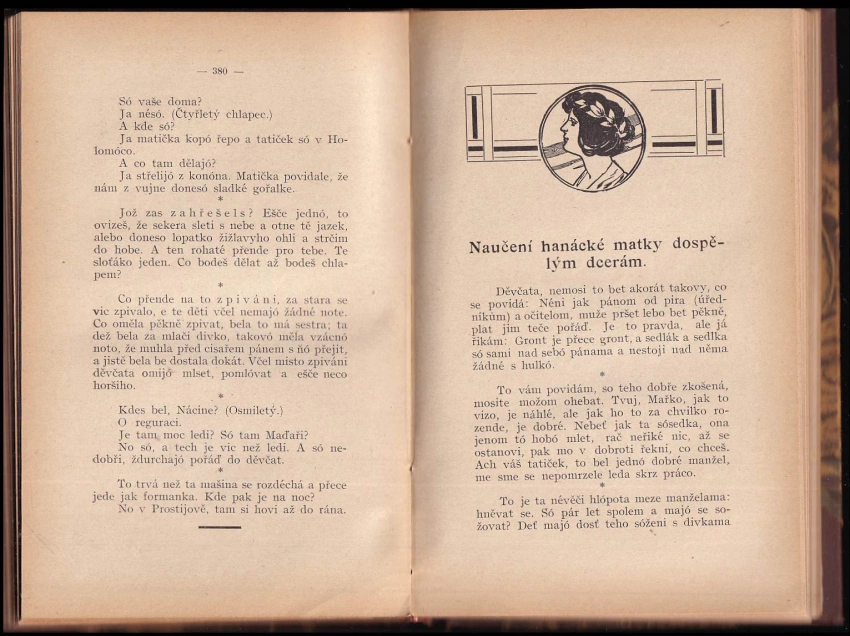 — 380 —
Só vaše doma?
Ja nésó. (Čtyřletý chlapec.)
A kde só?
Ja matička kopó řepo a tatiček só v Ho-
lomóco.
A co tam dělajó?
Ja střelijó z konóna. Matička povidale, že
nám z vujne donesó sladké gořalke.
*
Jož zas zahřešels? Ešče jednó, to
ovizeš, že sekera sleti s nebe a otne tě jazek,
alebo doneso lopatko žižlavyho ohlí a strčim
do hobe. A ten rohaté přende pro tebe. Te
sloťáko jeden. Co bodeš dělat až bodeš chla-
pem?
*
Co přende na to zpiváni, za stara se
vic zpivalo, e te děti včel nemajó žádné note.
Co oměla pěkně zpivat, bela to má sestra; ta
dež bela za mlači divko, takovó měla vzácnó
noto, že muhla před cisařem pánem s ňó přejit,
a jistě bela be dostala dokát. Včel misto zpiváni
děvčata omijó mlset, pomlóvat a ešče neco
horšiho.
*
Kdes bel, Nácine? (Osmiletý.)
O reguraci.
Je tam moc ledi? Só tam Maďaři?
No só, a tech je vic než ledi. A só ne-
dobři, ždurchajó pořáď do děvčat.
*
To trvá než ta mašina se rozdéchá a přece
jede jak formanka. Kde pak je na noc?
No v Prostijově, tam si hovi až do rána.
Naučení hanácké matky dospě-
lým dcerám.
Děvčata, nemosi to bet akorát takovy, co
se povidá: Néni jak pánom od pira (úřed-
níkům) a očitelom, muže pršet lebo bet pěkně,
plat jim teče pořáď. Je to pravda, ale já
řikám: Gront je přece gront, a sedlák a sedlka
só sami nad sebó pánama a nestoji nad něma
žádné s hulkó.
*
To vám povidám, so teho dobře zkošená,
mosite možom ohebat. Tvuj, Mařko, jak to
vizo, je náhlé, ale jak ho to za chvilko ro-
zende, je dobré. Nebeť jak ta sósedka, ona
jenom tó hobó mlet, rač neřiké nic, až se
ostanovi, pak mo v dobroti řekni, co chceš.
Ach váš tatiček, to bel jednó dobré manžel,
me sme se nepomrzele leda skrz práco.
*
To je ta névěči hlópota meze manželama:
hněvat se. Só pár let spolem a majó se so-
žovat? Deť majó dosť teho sóženi s divkama